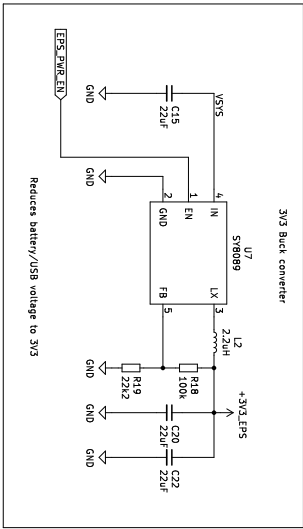 3V3 Buck converter
U7
SY8089
VSYS
4
IN
LX
3
L2
2.2uH
+3V3_EPS
C15
22uF
GND
EPS_PWR_EN
1
EN
2
GND
GND
FB
5
R18
100k
R19
22k2
GND
C20
22uF
GND
C22
22uF
GND
Reduces battery/USB voltage to 3V3